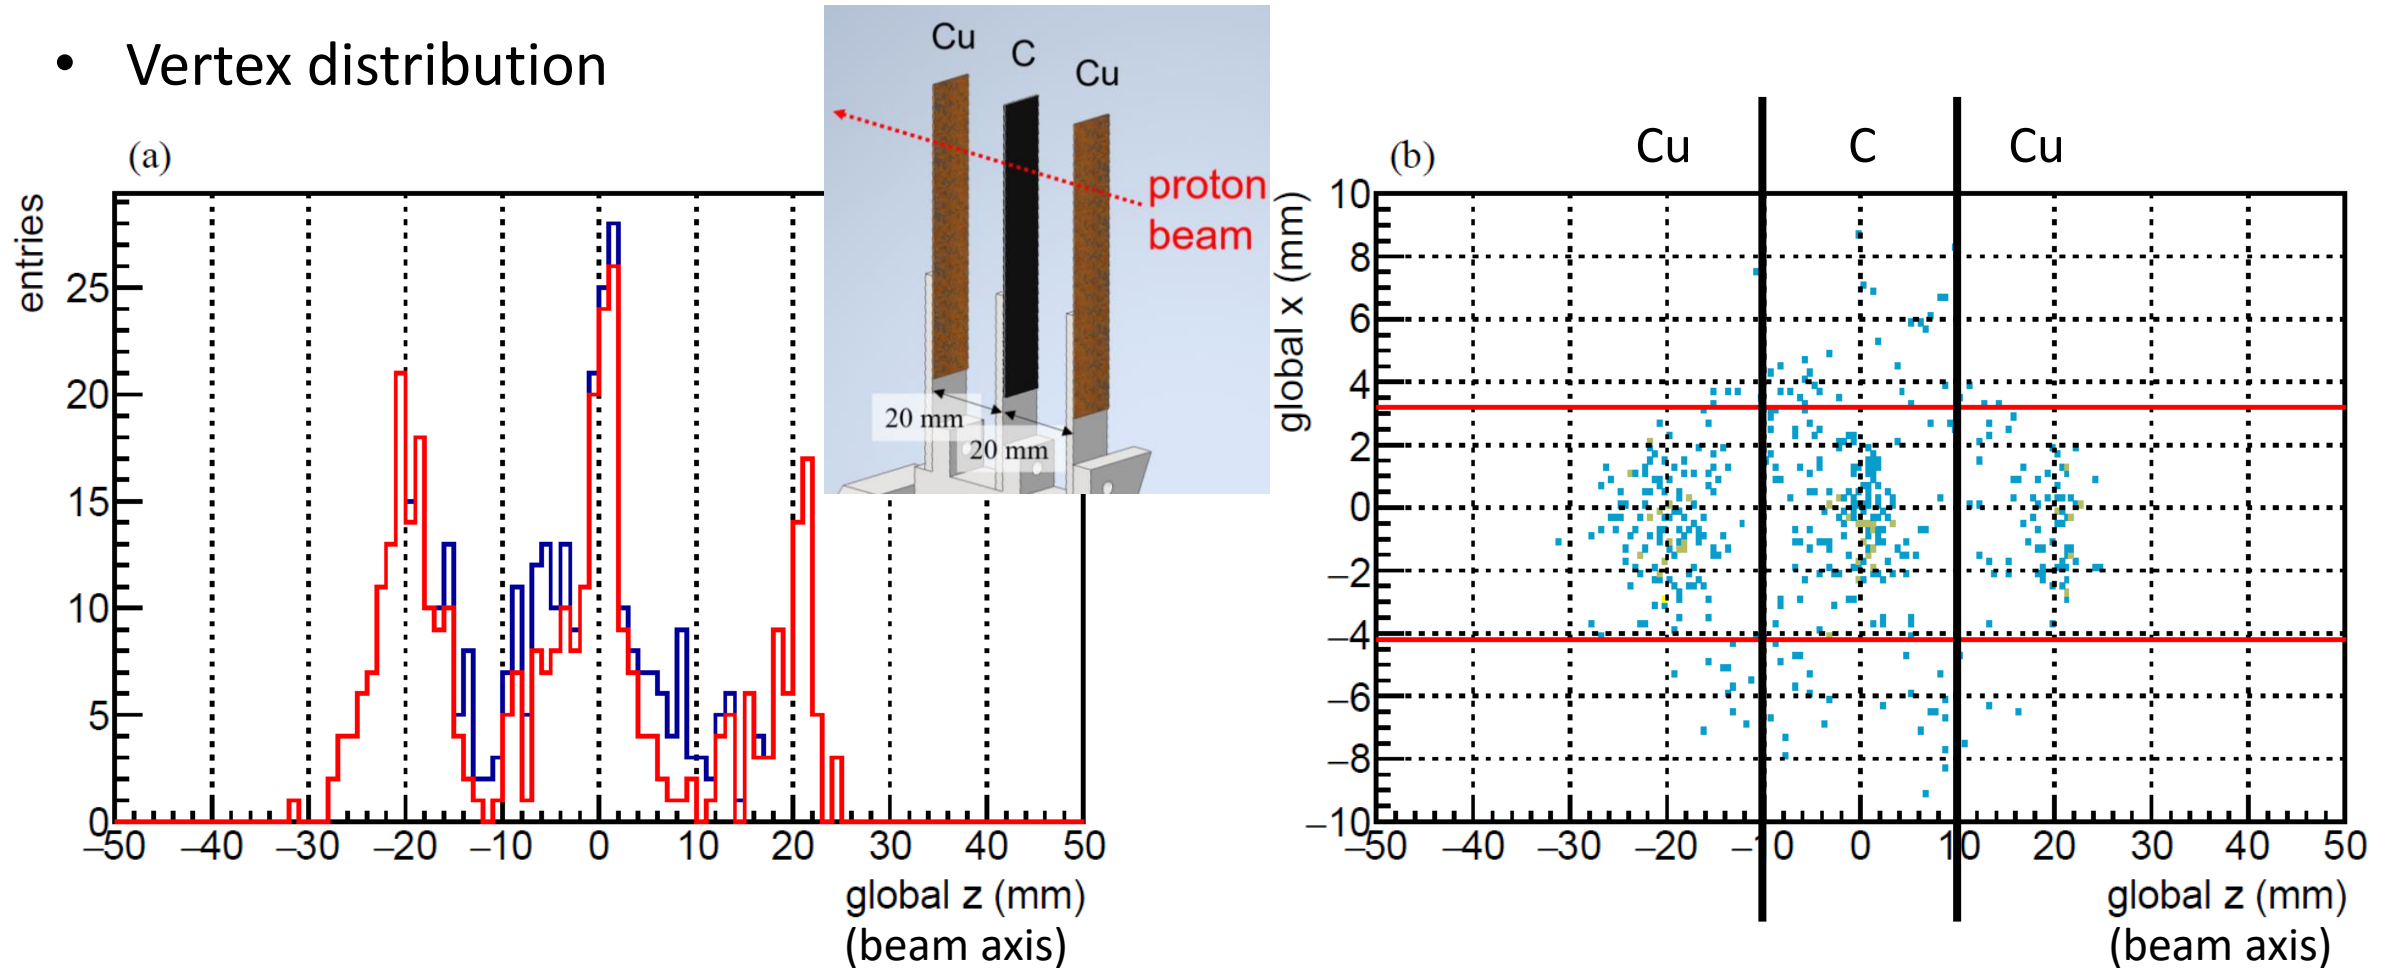 • Vertex distribution
(a)
entries
25
20
15
10
5
0
−50 −40 −30 −20 −10 0 10 20 30 40 50
global z (mm)
(beam axis)
Cu
C
Cu
proton
beam
20 mm
20 mm
(b)
Cu C Cu
global x (mm)
10
8
6
4
2
0
−2
−4
−6
−8
−10
−50 −40 −30 −20 −10 0 10 20 30 40 50
global z (mm)
(beam axis)